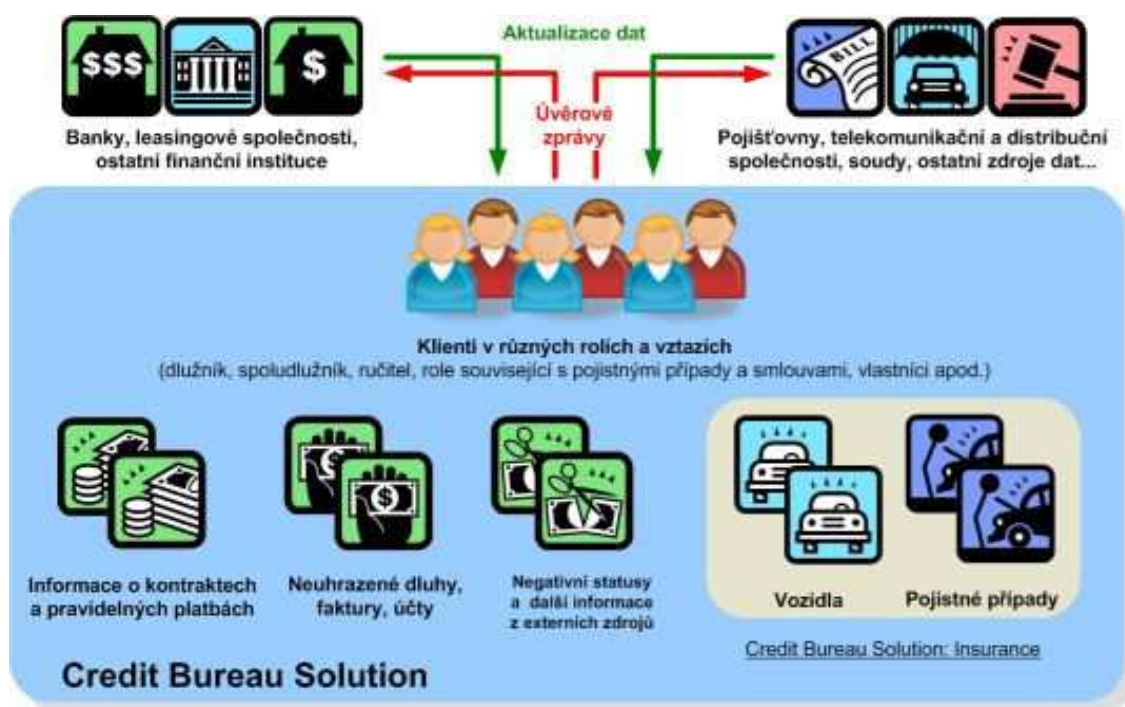 Aktualizace dat
$$$
$
BILL
Úvěrové
zprávy
Banky, leasingové společnosti,
ostatní finanční instituce
Pojišťovny, telekomunikační a distribuční
společnosti, soudy, ostatní zdroje dat...
Klienti v různých rolích a vztazích
(dlužník, spoludlužník, ručitel, role související s pojistnými případy a smlouvami, vlastníci apod.)
$
$
Informace o kontraktech
a pravidelných platbách
Neuhrazené dluhy,
faktury, účty
Negativní statusy
a další informace
z externích zdrojů
Vozidla
Pojistné případy
Credit Bureau Solution: Insurance
Credit Bureau Solution